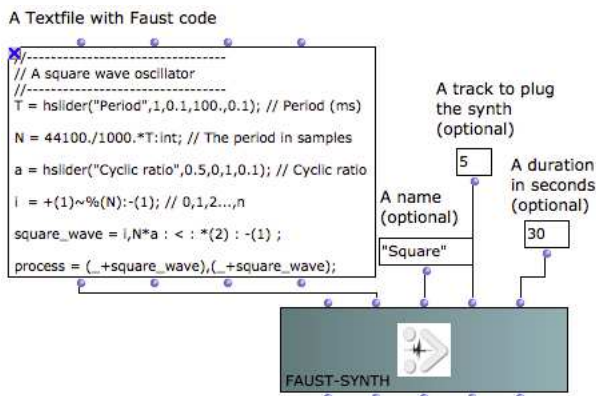 A Textfile with Faust code
//--------------------------------
// A square wave oscillator
//--------------------------------
T = hslider("Period",1,0.1,100.,0.1); // Period (ms)
N = 44100./1000.*T:int; // The period in samples
a = hslider("Cyclic ratio",0.5,0,1,0.1); // Cyclic ratio
i = +(1)~%(N):-(1); // 0,1,2...,n
square_wave = i,N*a : < : *(2) : -(1) ;
process = (_+square_wave),(_+square_wave);
A track to plug
the synth
(optional)
5
A duration
in seconds
(optional)
30
A name
(optional)
"Square"
FAUST-SYNTH